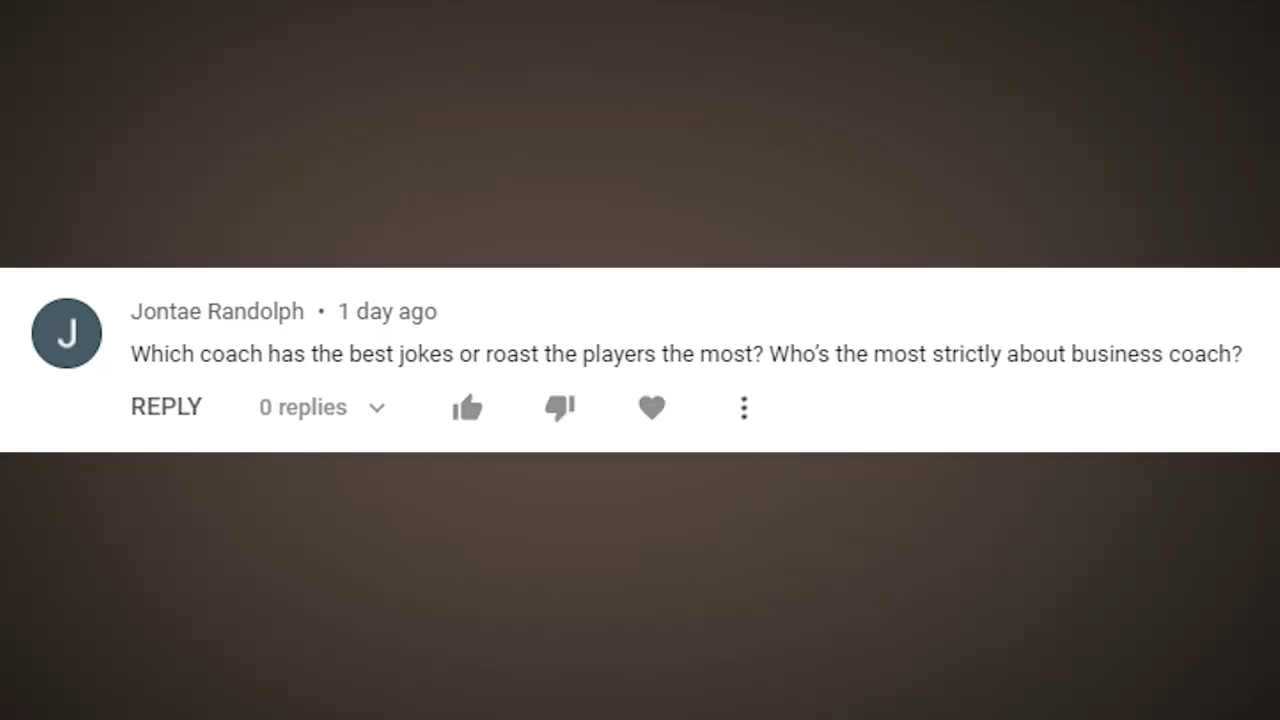 J
Jontae Randolph • 1 day ago
Which coach has the best jokes or roast the players the most? Who’s the most strictly about business coach?
REPLY 0 replies